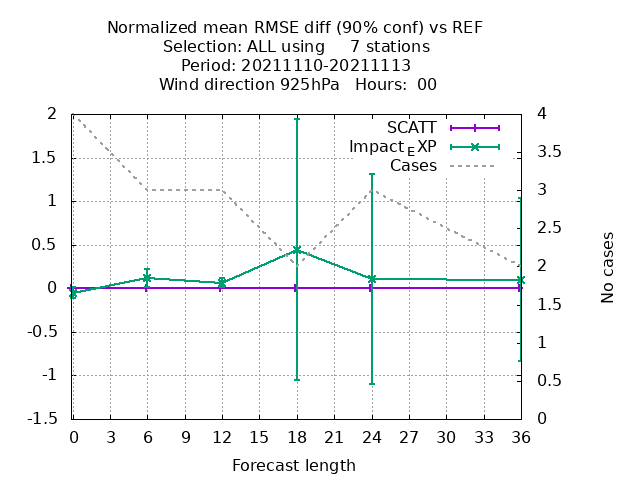 Normalized mean RMSE diff (90% conf) vs REF
Selection: ALL using     7 stations
Period: 20211110-20211113
Wind direction 925hPa   Hours:  00
SCATT
Impact_EXP
Cases
2
1.5
1
0.5
0
-0.5
-1
-1.5
4
3.5
3
2.5
2
1.5
1
0.5
0
No cases
0 3 6 9 12 15 18 21 24 27 30 33 36
Forecast length